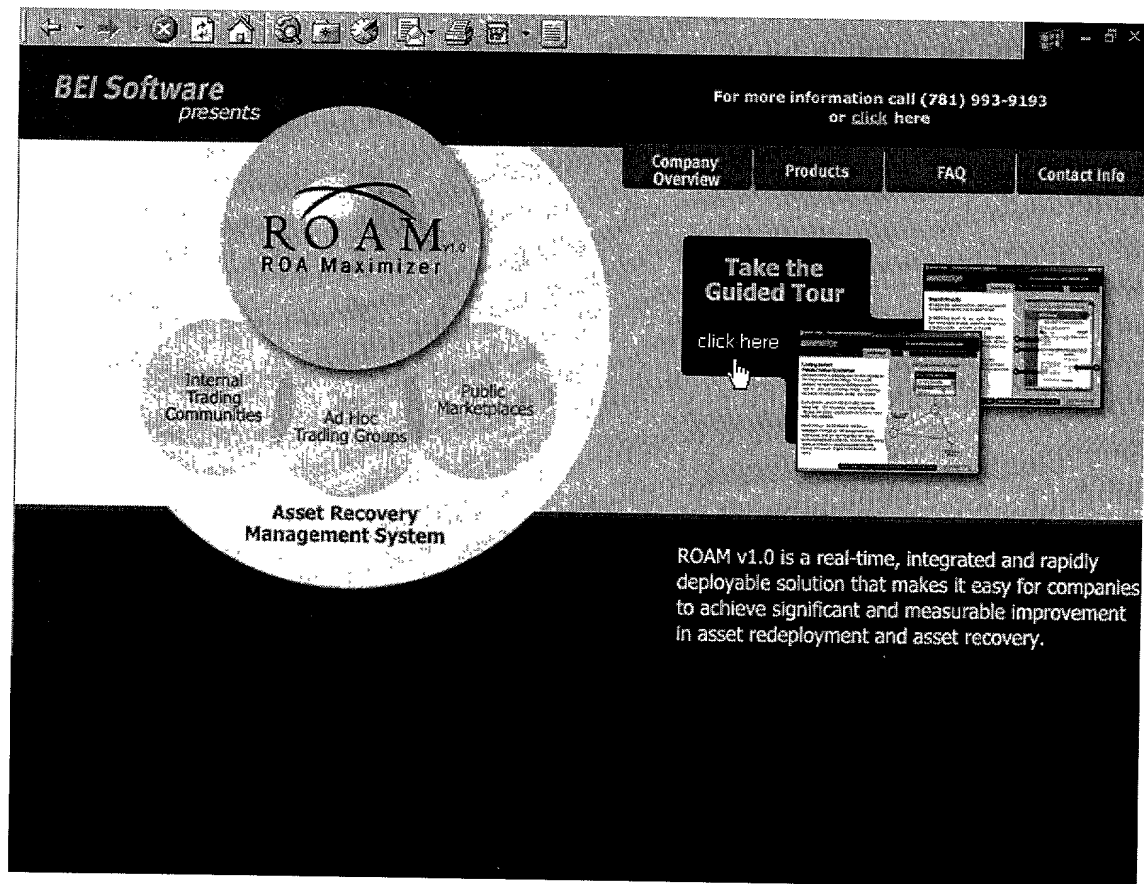 BEI Software
presents
For more information call (781) 993-9193
or click here
Company
Overview
Products
FAQ
Contact Info
ROAM v1.0
ROA Maximizer
Take the
Guided Tour
click here
Internal
Trading
Communities
Ad Hoc
Trading Groups
Public
Marketplaces
Asset Recovery
Management System
ROAM v1.0 is a real-time, integrated and rapidly
deployable solution that makes it easy for companies
to achieve significant and measurable improvement
in asset redeployment and asset recovery.